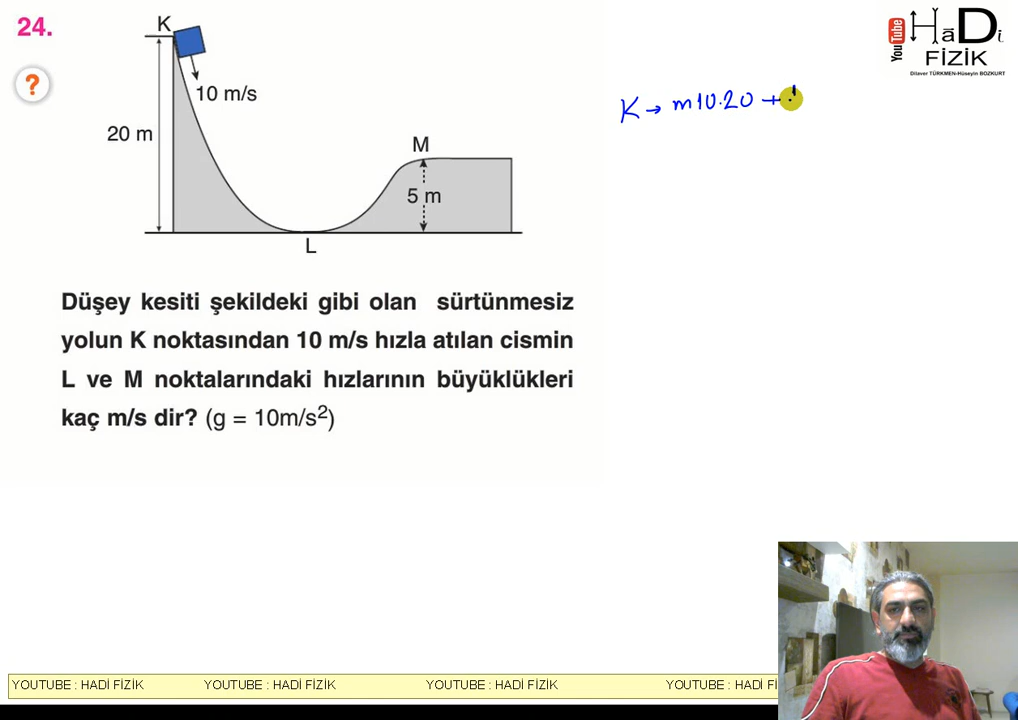 24.
?
K
10 m/s
20 m
M
5 m
L
K → m10.20 +
Düşey kesiti şekildeki gibi olan sürtünmesiz
yolun K noktasından 10 m/s hızla atılan cismin
L ve M noktalarındaki hızlarının büyüklükleri
kaç m/s dir? (g = 10m/s²)
YouTube
HaDi
FİZİK
Dilaver TÜRKMEN-Hüseyin BOZKURT
YOUTUBE : HADİ FİZİK YOUTUBE : HADİ FİZİK YOUTUBE : HADİ FİZİK YOUTUBE : HADİ Fİ